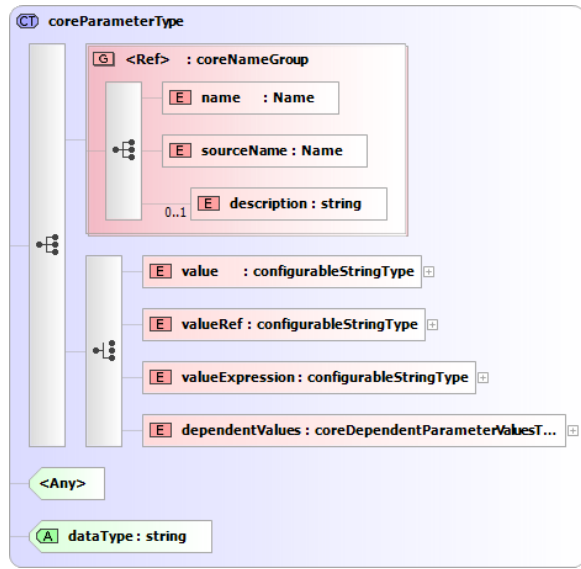 CT coreParameterType
G <Ref> : coreNameGroup
E name : Name
E sourceName : Name
E description : string
0..1
E value : configurableStringType
E valueRef : configurableStringType
E valueExpression : configurableStringType
E dependentValues : coreDependentParameterValuesT...
<Any>
A dataType : string